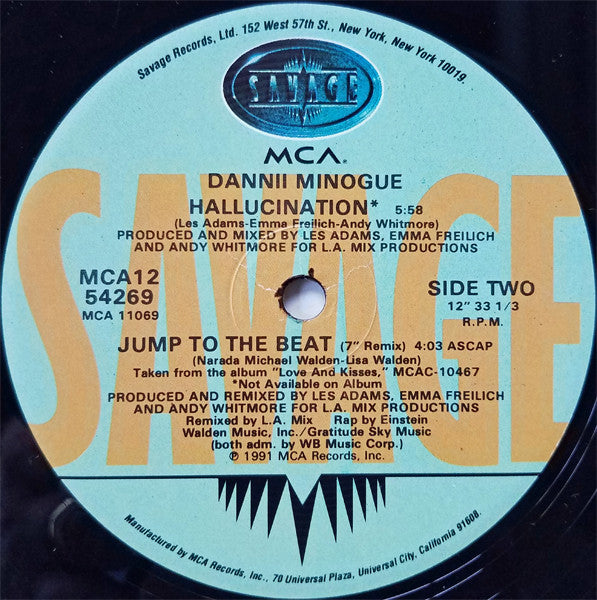 Savage Records, Ltd. 152 West 57th St., New York, New York 10019.
SAVAGE
MCA®
DANNII MINOGUE
HALLUCINATION* 5:58
(Les Adams-Emma Freilich-Andy Whitmore)
PRODUCED AND MIXED BY LES ADAMS, EMMA FREILICH
AND ANDY WHITMORE FOR L.A. MIX PRODUCTIONS
SAVAGE
MCA12
54269
MCA 11069
SIDE TWO
12" 33 1/3
R.P.M.
JUMP TO THE BEAT (7" Remix) 4:03 ASCAP
(Narada Michael Walden-Lisa Walden)
Taken from the album "Love And Kisses," MCAC-10467
*Not Available on Album
PRODUCED AND REMIXED BY LES ADAMS, EMMA FREILICH
AND ANDY WHITMORE FOR L.A. MIX PRODUCTIONS
Remixed by L.A. Mix Rap by Einstein
Walden Music, Inc./Gratitude Sky Music
(both adm. by WB Music Corp.)
℗ 1991 MCA Records, Inc.
Manufactured by MCA Records, Inc., 70 Universal Plaza, Universal City, California 91608.